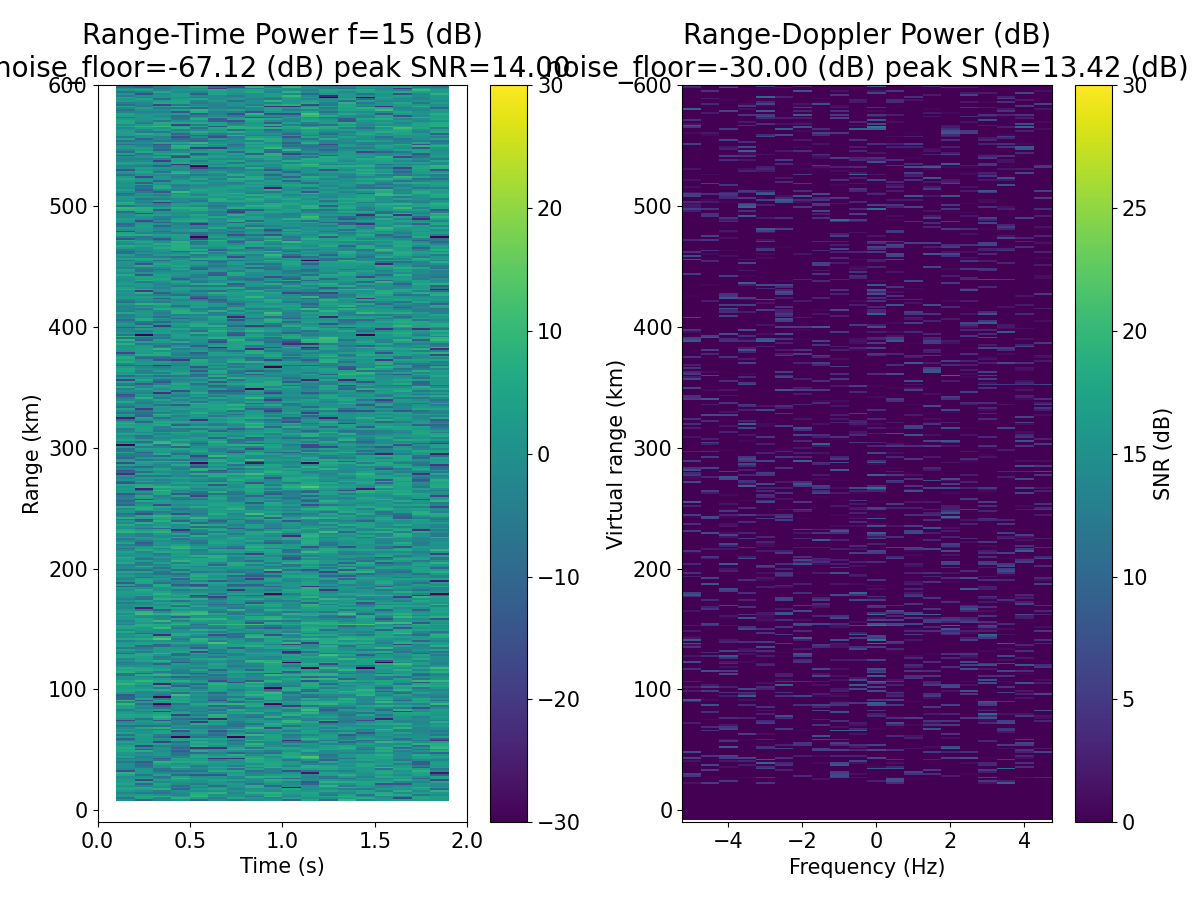 Range-Time Power f=15 (dB)
noise_floor=-67.12 (dB) peak SNR=14.00
Range-Doppler Power (dB)
noise_floor=-30.00 (dB) peak SNR=13.42 (dB)
600
500
400
300
200
100
0
Range (km)
0.0 0.5 1.0 1.5 2.0
Time (s)
30
20
10
0
−10
−20
−30
600
500
400
300
200
100
0
Virtual range (km)
−4 −2 0 2 4
Frequency (Hz)
30
25
20
15
10
5
0
SNR (dB)